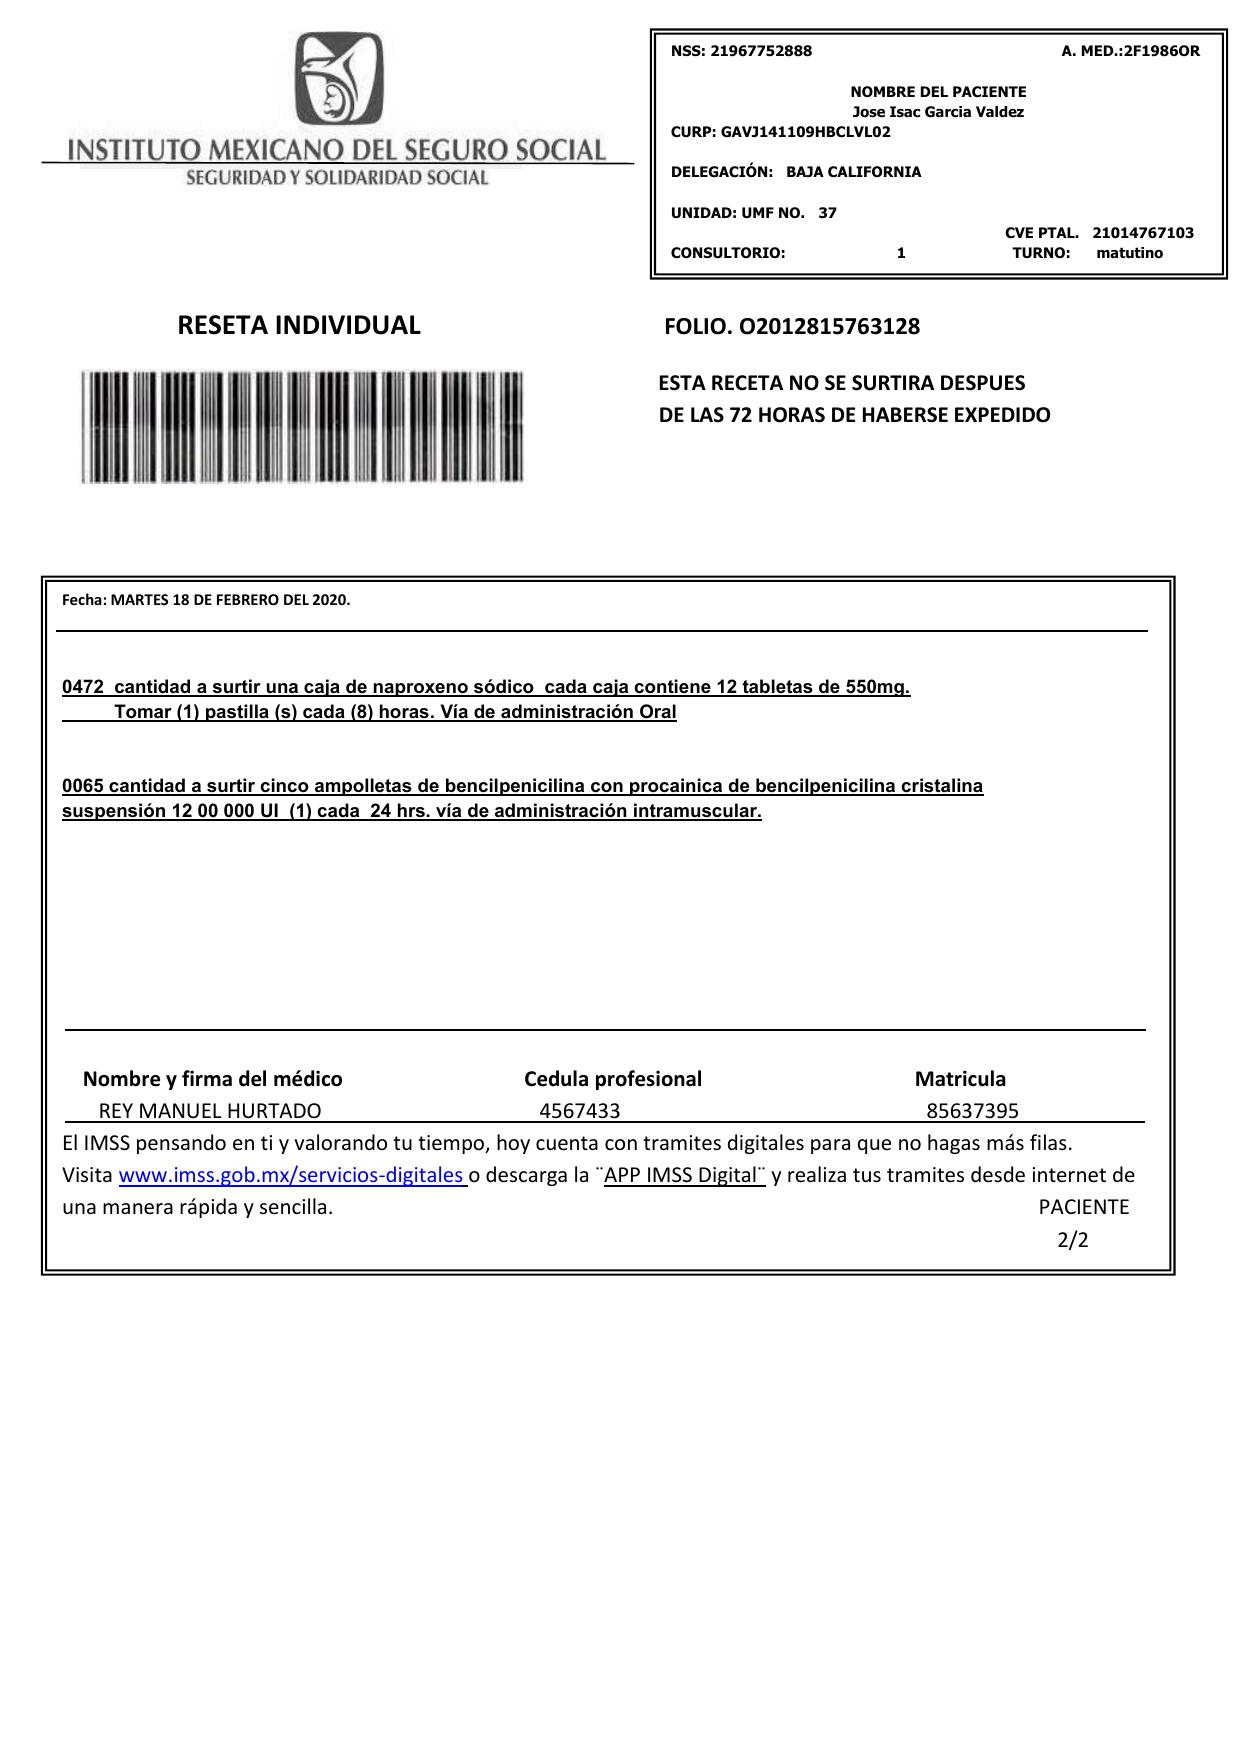 INSTITUTO MEXICANO DEL SEGURO SOCIAL
SEGURIDAD Y SOLIDARIDAD SOCIAL
NSS: 21967752888 A. MED.:2F1986OR
NOMBRE DEL PACIENTE
Jose Isac Garcia Valdez
CURP: GAVJ141109HBCLVL02
DELEGACIÓN: BAJA CALIFORNIA
UNIDAD: UMF NO. 37
CVE PTAL. 21014767103
CONSULTORIO: 1 TURNO: matutino
RESETA INDIVIDUAL
FOLIO. O2012815763128
ESTA RECETA NO SE SURTIRA DESPUES
DE LAS 72 HORAS DE HABERSE EXPEDIDO
Fecha: MARTES 18 DE FEBRERO DEL 2020.
0472 cantidad a surtir una caja de naproxeno sódico cada caja contiene 12 tabletas de 550mg.
Tomar (1) pastilla (s) cada (8) horas. Vía de administración Oral
0065 cantidad a surtir cinco ampolletas de bencilpenicilina con procainica de bencilpenicilina cristalina
suspensión 12 00 000 UI (1) cada 24 hrs. vía de administración intramuscular.
Nombre y firma del médico Cedula profesional Matricula
REY MANUEL HURTADO 4567433 85637395
El IMSS pensando en ti y valorando tu tiempo, hoy cuenta con tramites digitales para que no hagas más filas.
Visita www.imss.gob.mx/servicios-digitales o descarga la ¨APP IMSS Digital¨ y realiza tus tramites desde internet de
una manera rápida y sencilla. PACIENTE
2/2